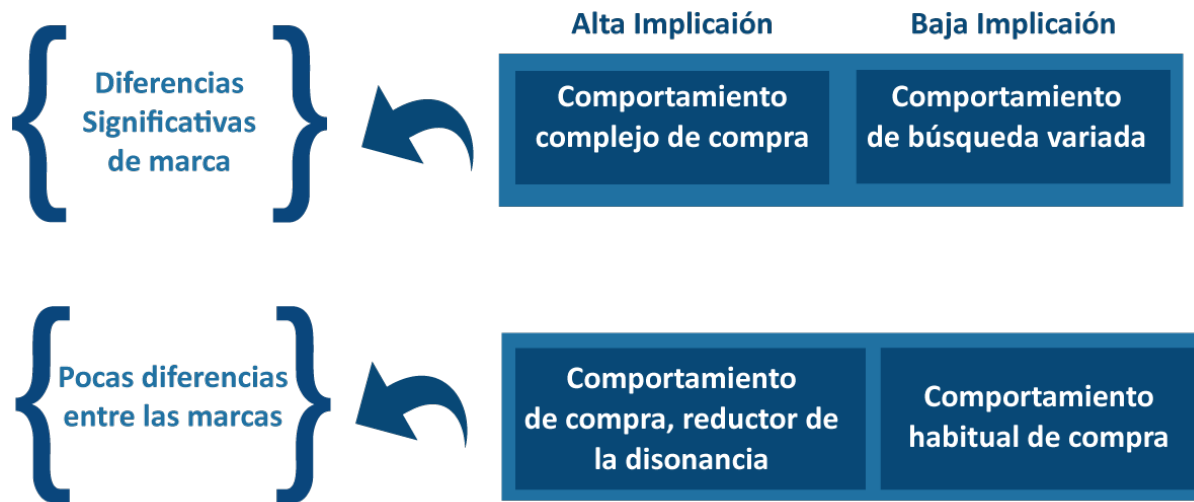 Alta Implicaión
Baja Implicaión
Diferencias
Significativas
de marca
Comportamiento
complejo de compra
Comportamiento
de búsqueda variada
Pocas diferencias
entre las marcas
Comportamiento
de compra, reductor de
la disonancia
Comportamiento
habitual de compra